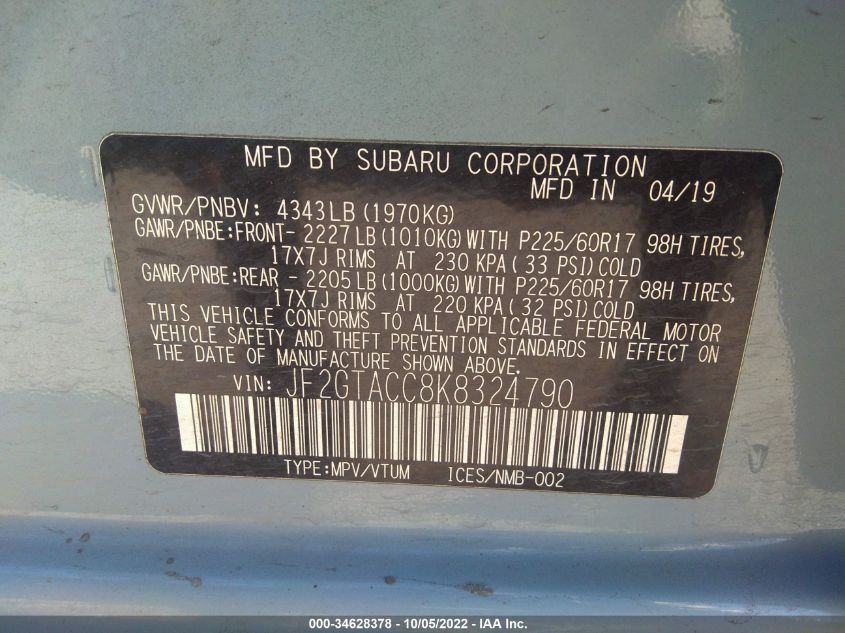 MFD BY SUBARU CORPORATION
MFD IN 04/19
GVWR/PNBV: 4343LB (1970KG)
GAWR/PNBE:FRONT- 2227LB (1010KG) WITH P225/60R17 98H TIRES,
17X7J RIMS AT 230 KPA ( 33 PSI) COLD
GAWR/PNBE:REAR - 2205LB (1000KG) WITH P225/60R17 98H TIRES,
17X7J RIMS AT 220 KPA ( 32 PSI) COLD
THIS VEHICLE CONFORMS TO ALL APPLICABLE FEDERAL MOTOR
VEHICLE SAFETY AND THEFT PREVENTION STANDARDS IN EFFECT ON
THE DATE OF MANUFACTURE SHOWN ABOVE.
VIN: JF2GTACC8K8324790
TYPE:MPV/VTUM ICES/NMB-002
000-34628378 - 10/05/2022 - IAA Inc.